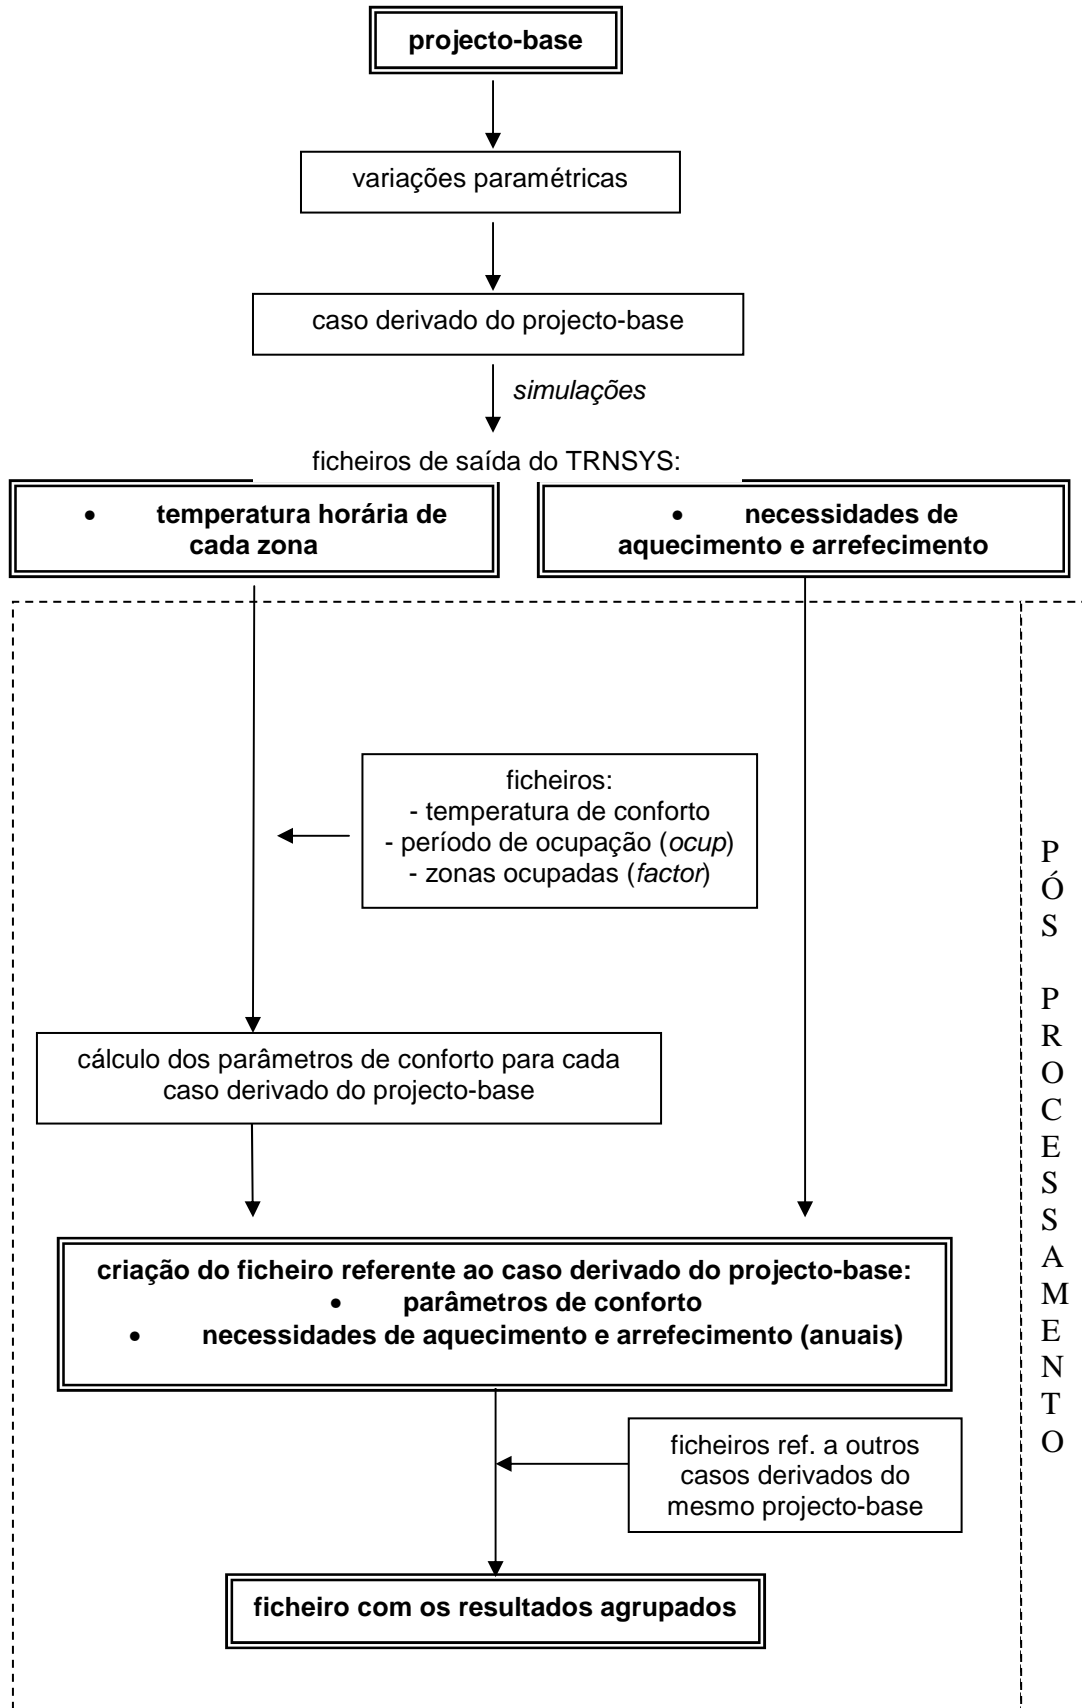 projecto-base
variações paramétricas
caso derivado do projecto-base
simulações
ficheiros de saída do TRNSYS:
• temperatura horária de
cada zona
• necessidades de
aquecimento e arrefecimento
ficheiros:
- temperatura de conforto
- período de ocupação (ocup)
- zonas ocupadas (factor)
cálculo dos parâmetros de conforto para cada
caso derivado do projecto-base
criação do ficheiro referente ao caso derivado do projecto-base:
• parâmetros de conforto
• necessidades de aquecimento e arrefecimento (anuais)
ficheiros ref. a outros
casos derivados do
mesmo projecto-base
ficheiro com os resultados agrupados
PÓS PROCESSAMENTO